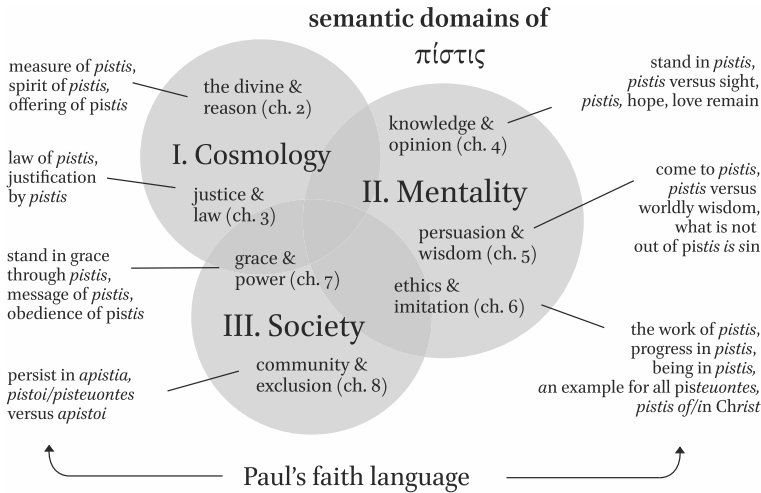 semantic domains of
πίστις
measure of pistis,
spirit of pistis,
offering of pistis
the divine &
reason (ch. 2)
I. Cosmology
law of pistis,
justification
by pistis
justice &
law (ch. 3)
stand in grace
through pistis,
message of pistis,
obedience of pistis
grace &
power (ch. 7)
III. Society
community &
exclusion (ch. 8)
persist in apistia,
pistoi/pisteuontes
versus apistoi
stand in pistis,
pistis versus sight,
pistis, hope, love remain
knowledge &
opinion (ch. 4)
II. Mentality
come to pistis,
pistis versus
worldly wisdom,
what is not
out of pistis is sin
persuasion &
wisdom (ch. 5)
ethics &
imitation (ch. 6)
the work of pistis,
progress in pistis,
being in pistis,
an example for all pisteuontes,
pistis of/in Christ
Paul's faith language